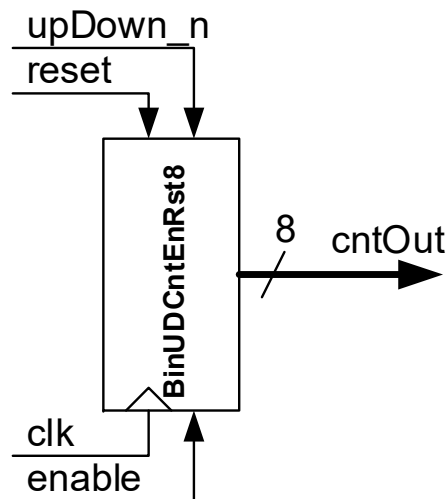 upDown_n
reset
BinUDCntEnRst8
8
cntOut
clk
enable